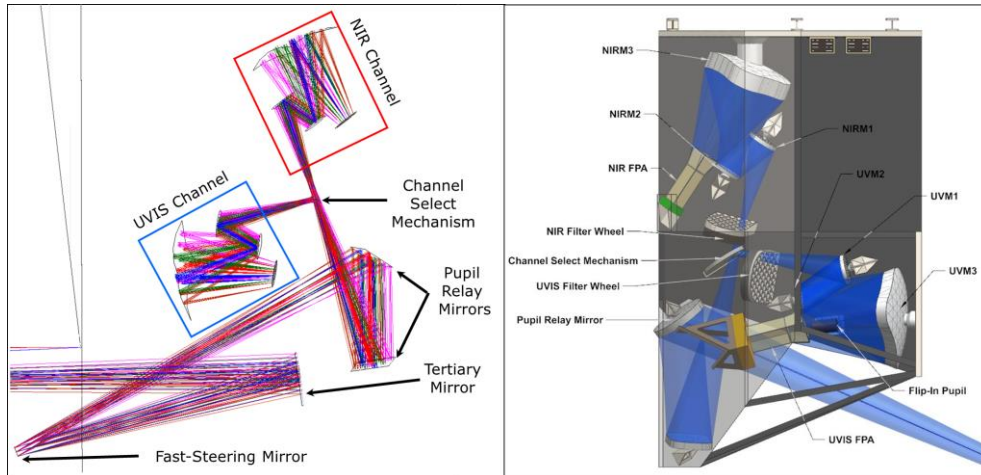 NIR Channel
UVIS Channel
Channel
Select
Mechanism
Pupil
Relay
Mirrors
Tertiary
Mirror
Fast-Steering Mirror
NIRM3
NIRM2
NIRM1
NIR FPA
UVM2
UVM1
NIR Filter Wheel
Channel Select Mechanism
UVIS Filter Wheel
UVM3
Pupil Relay Mirror
Flip-In Pupil
UVIS FPA